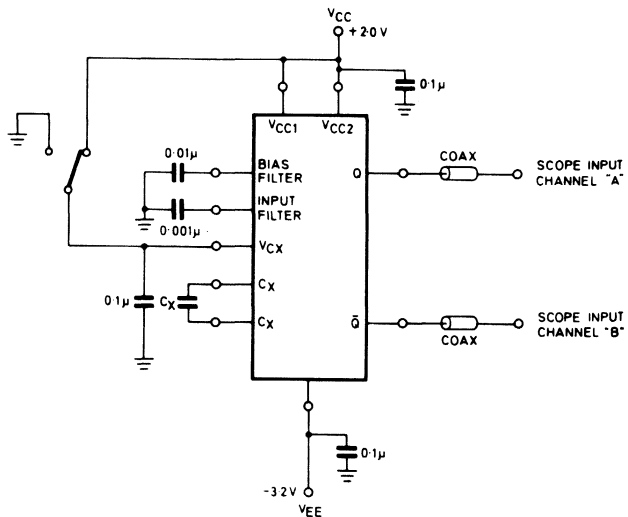 VCC
+2.0V
0.1µ
VCC1 VCC2
0.01µ
BIAS
FILTER
0.001µ
INPUT
FILTER
VCX
0.1µ
CX
CX
CX
Q
COAX
SCOPE INPUT
CHANNEL "A"
Q̅
COAX
SCOPE INPUT
CHANNEL "B"
0.1µ
-3.2V
VEE